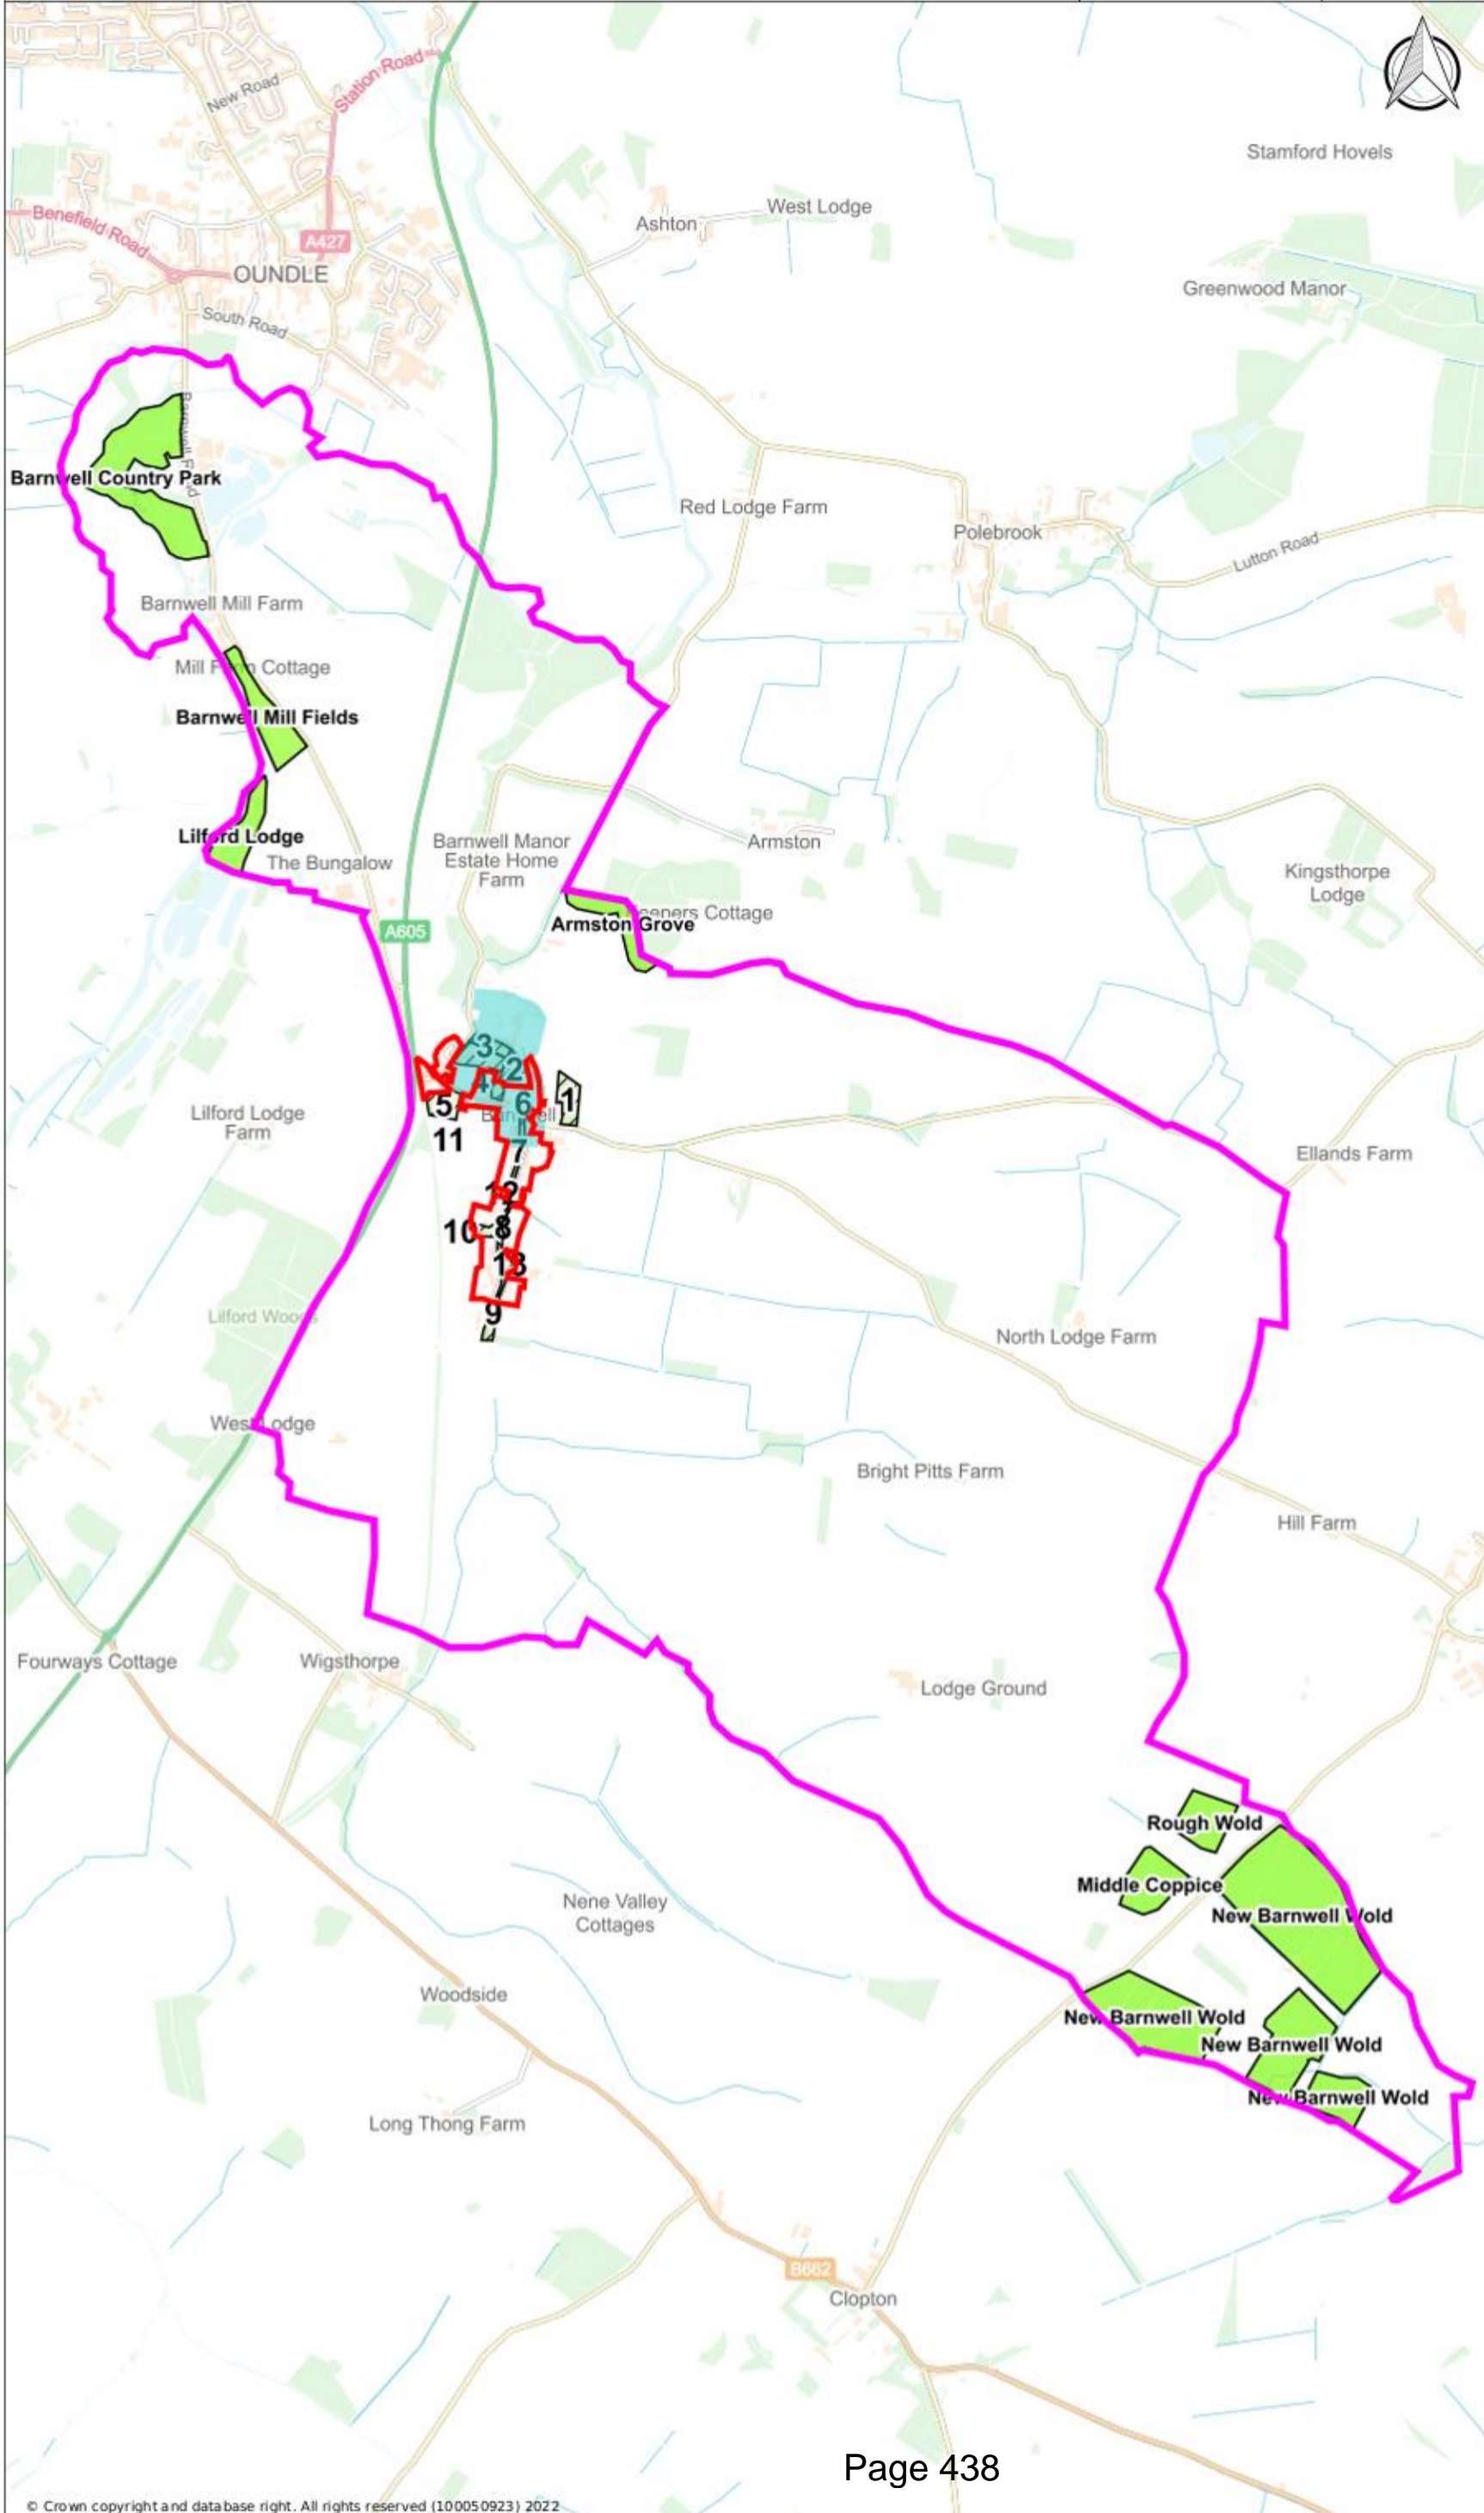 New Road
Station Road
Stamford Hovels
West Lodge
Ashton
Benefield Road
A427
OUNDLE
Greenwood Manor
South Road
Barnwell Country Park
Red Lodge Farm
Polebrook
Lutton Road
Barnwell Mill Farm
Mill Farm Cottage
Barnwell Mill Fields
Lilford Lodge
The Bungalow
Barnwell Manor
Estate Home
Farm
Armston
Kingsthorpe
Lodge
Keepers Cottage
Armston Grove
A605
3
2
4
1
5
6
Barnwell
Lilford Lodge
Farm
11
7
Ellands Farm
12
10
8
13
Lilford Woods
9
North Lodge Farm
West Lodge
Bright Pitts Farm
Hill Farm
Fourways Cottage
Wigsthorpe
Lodge Ground
Rough Wold
Middle Coppice
New Barnwell Wold
Nene Valley
Cottages
Woodside
New Barnwell Wold
New Barnwell Wold
New Barnwell Wold
Long Thong Farm
B662
Clopton
Page 438
© Crown copyright and database right. All rights reserved (100050923) 2022